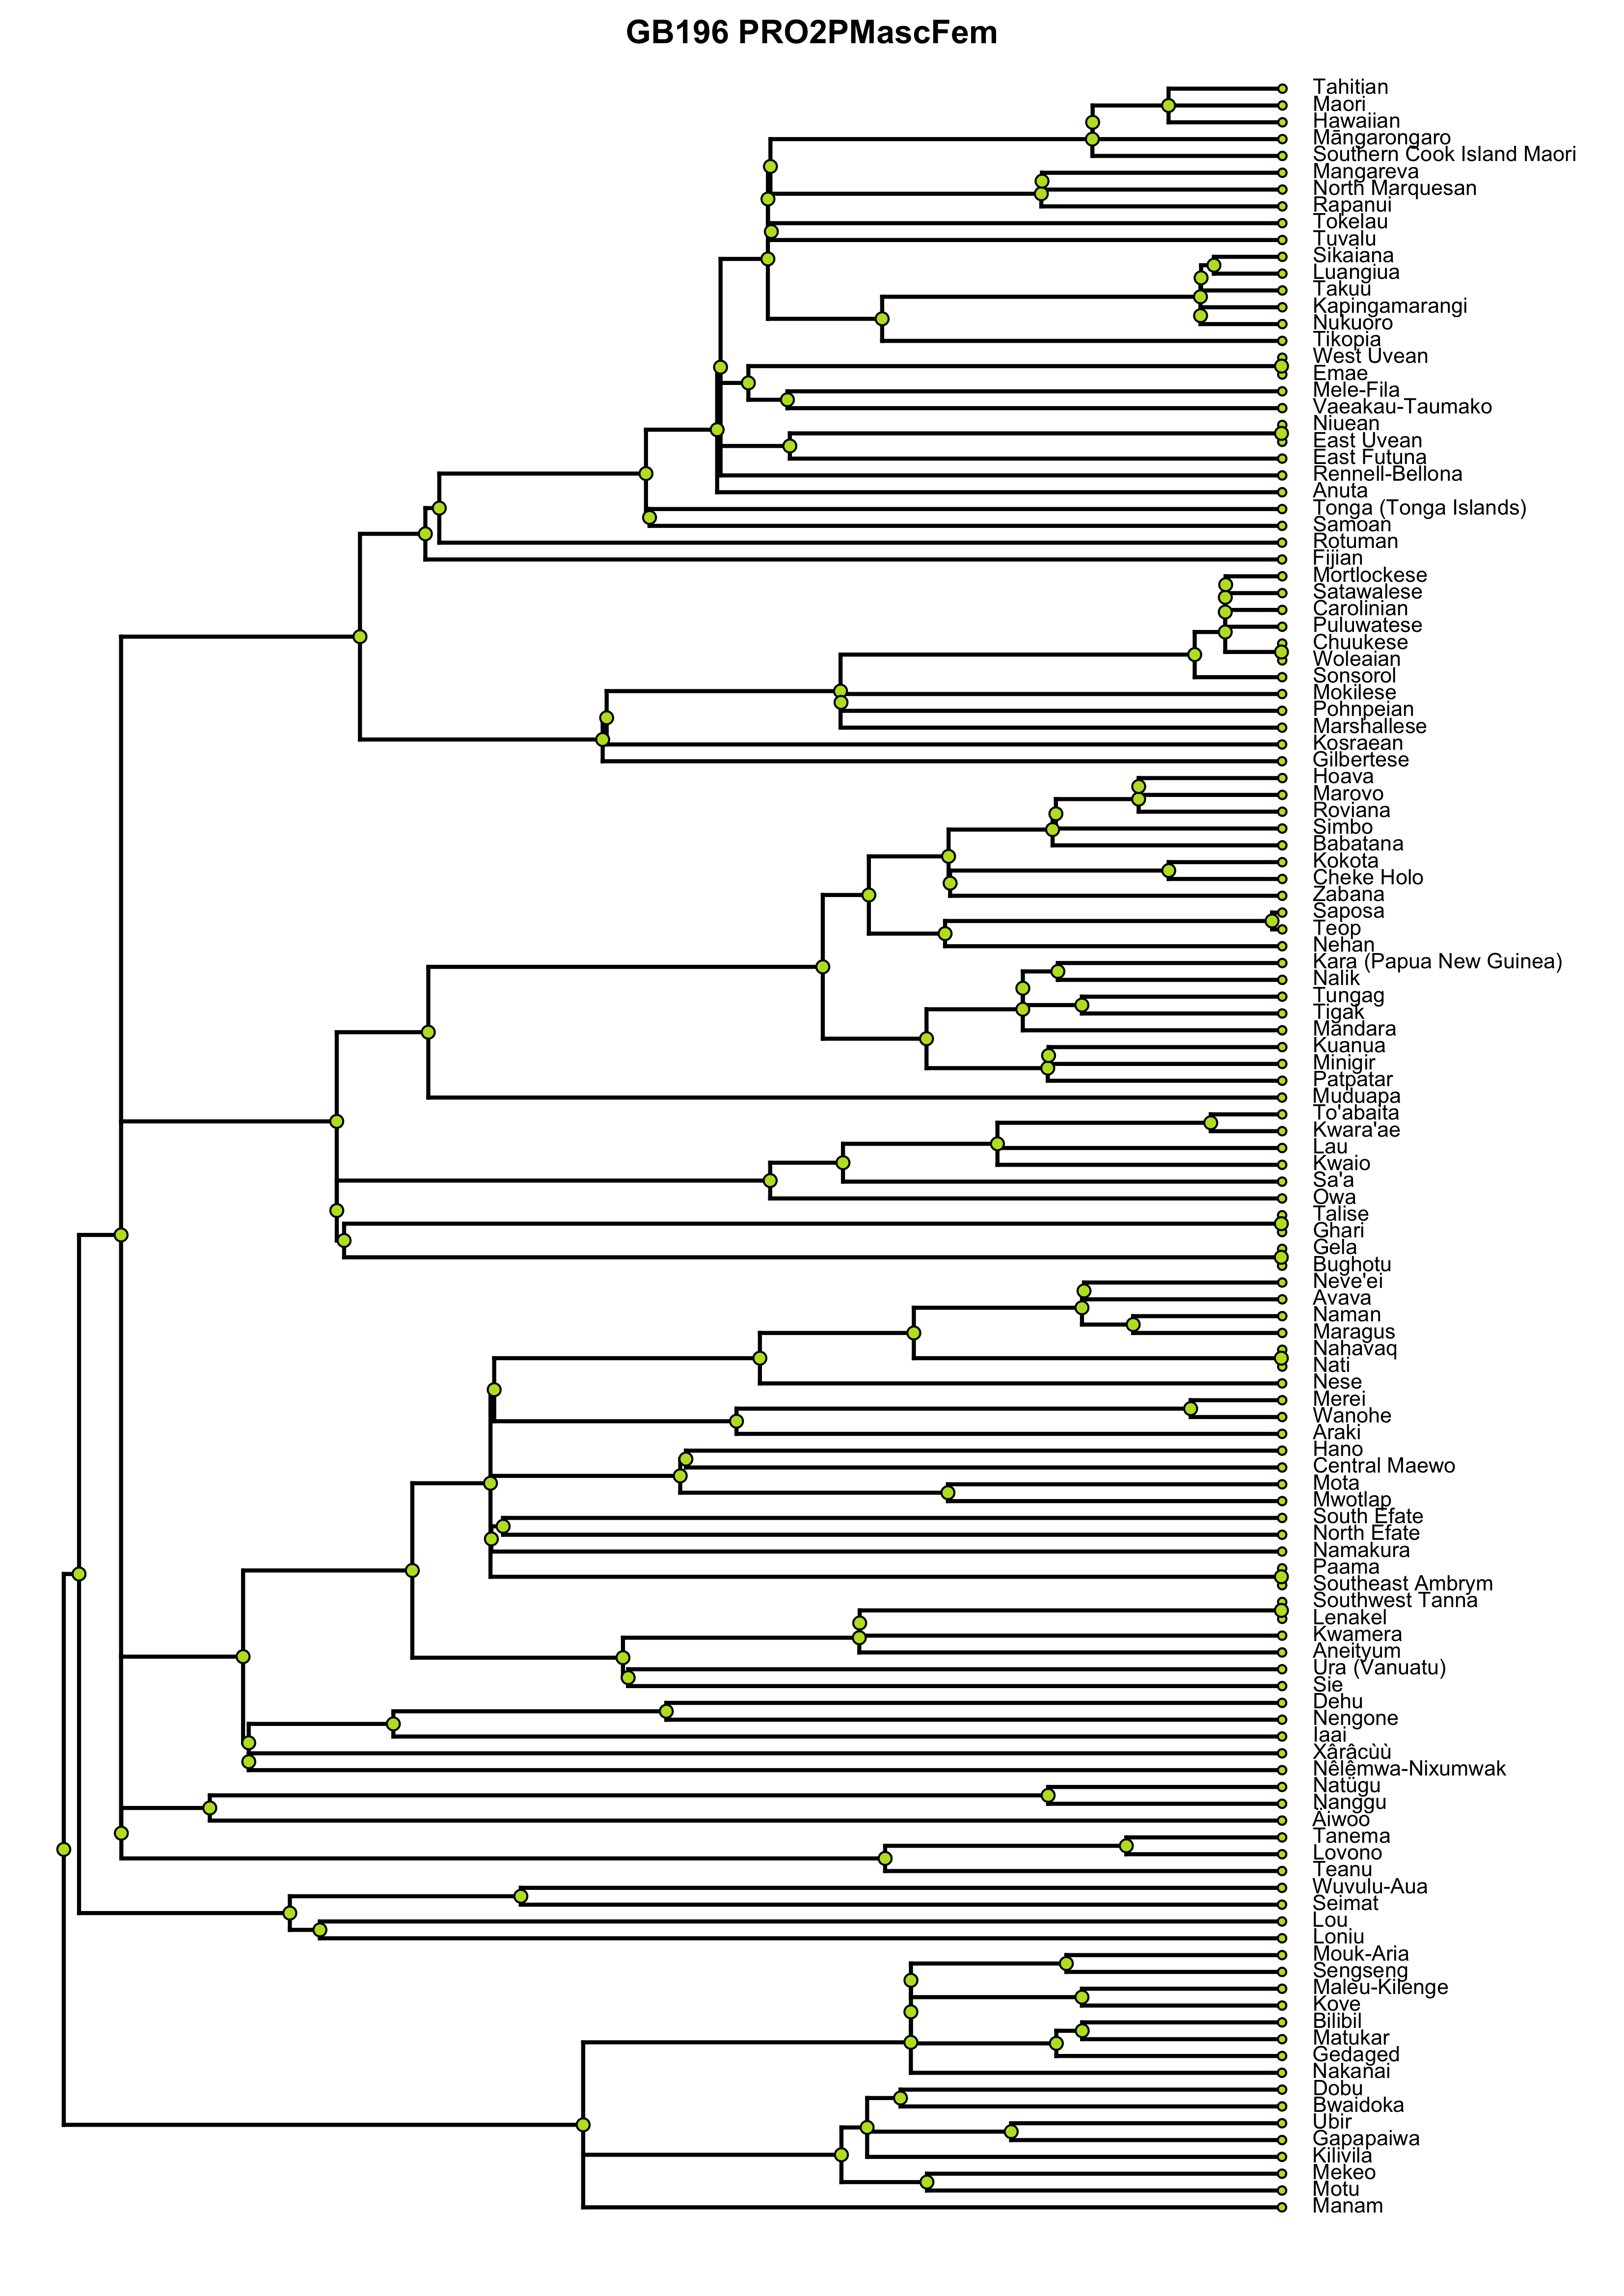 GB196 PRO2PMascFem
Tahitian
Maori
Hawaiian
Mangarongaro
Southern Cook Island Maori
Mangareva
North Marquesan
Rapanui
Tokelau
Tuvalu
Sikaiana
Luangiua
Takuu
Kapingamarangi
Nukuoro
Tikopia
West Uvean
Emae
Mele-Fila
Vaeakau-Taumako
Niuean
East Uvean
East Futuna
Rennell-Bellona
Anuta
Tonga (Tonga Islands)
Samoan
Rotuman
Fijian
Mortlockese
Satawalese
Carolinian
Puluwatese
Chuukese
Woleaian
Sonsorol
Mokilese
Pohnpeian
Marshallese
Kosraean
Gilbertese
Hoava
Marovo
Roviana
Simbo
Babatana
Kokota
Cheke Holo
Zabana
Saposa
Teop
Nehan
Kara (Papua New Guinea)
Nalik
Tungag
Tigak
Mandara
Kuanua
Minigir
Patpatar
Muduapa
To'abaita
Kwara'ae
Lau
Kwaio
Sa'a
Owa
Talise
Ghari
Gela
Bughotu
Neve'ei
Avava
Naman
Maragus
Nahavaq
Nati
Nese
Merei
Wanohe
Araki
Hano
Central Maewo
Mota
Mwotlap
South Efate
North Efate
Namakura
Paama
Southeast Ambrym
Southwest Tanna
Lenakel
Kwamera
Aneityum
Ura (Vanuatu)
Sie
Dehu
Nengone
Iaai
Xârâcùù
Nêlêmwa-Nixumwak
Natügu
Nanggu
Äiwoo
Tanema
Lovono
Teanu
Wuvulu-Aua
Seimat
Lou
Loniu
Mouk-Aria
Sengseng
Maleu-Kilenge
Kove
Bilibil
Matukar
Gedaged
Nakanai
Dobu
Bwaidoka
Ubir
Gapapaiwa
Kilivila
Mekeo
Motu
Manam